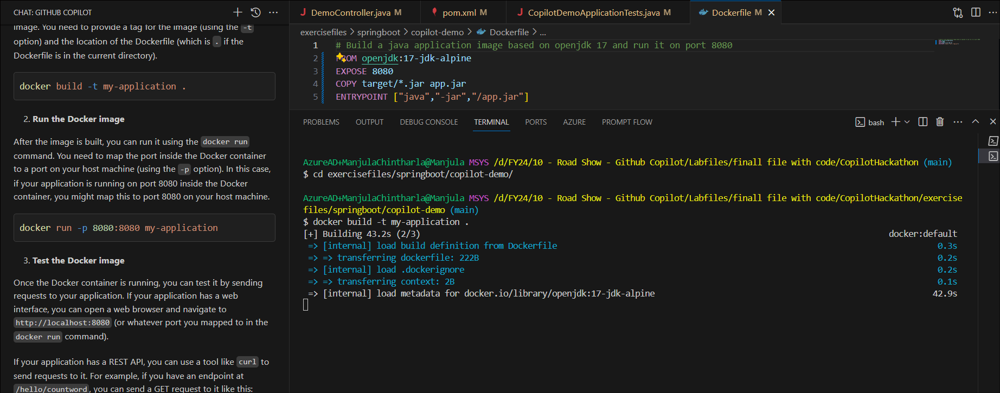 CHAT: GITHUB COPILOT
image. You need to provide a tag for the image (using the -t
option) and the location of the Dockerfile (which is . if the
Dockerfile is in the current directory).
docker build -t my-application .
2. Run the Docker image
After the image is built, you can run it using the docker run
command. You need to map the port inside the Docker container
to a port on your host machine (using the -p option). In this case,
if your application is running on port 8080 inside the Docker
container, you might map this to port 8080 on your host machine.
docker run -p 8080:8080 my-application
3. Test the Docker image
Once the Docker container is running, you can test it by sending
requests to your application. If your application has a web
interface, you can open a web browser and navigate to
http://localhost:8080 (or whatever port you mapped to in the
docker run command).
If your application has a REST API, you can use a tool like curl to
send requests to it. For example, if you have an endpoint at
/hello/countword, you can send a GET request to it like this:
DemoController.java M pom.xml M CopilotDemoApplicationTests.java M Dockerfile M
exercisefiles > springboot > copilot-demo > Dockerfile > ...
1 # Build a java application image based on openjdk 17 and run it on port 8080
2 FROM openjdk:17-jdk-alpine
3 EXPOSE 8080
4 COPY target/*.jar app.jar
5 ENTRYPOINT ["java","-jar","/app.jar"]
PROBLEMS OUTPUT DEBUG CONSOLE TERMINAL PORTS AZURE PROMPT FLOW bash
AzureAD+ManjulaChintharla@Manjula MSYS /d/FY24/10 - Road Show - Github Copilot/Labfiles/finall file with code/CopilotHackathon (main)
$ cd exercisefiles/springboot/copilot-demo/
AzureAD+ManjulaChintharla@Manjula MSYS /d/FY24/10 - Road Show - Github Copilot/Labfiles/finall file with code/CopilotHackathon/exercise
files/springboot/copilot-demo (main)
$ docker build -t my-application .
[+] Building 43.2s (2/3) docker:default
=> [internal] load build definition from Dockerfile 0.3s
=> => transferring dockerfile: 222B 0.2s
=> [internal] load .dockerignore 0.2s
=> => transferring context: 2B 0.1s
=> [internal] load metadata for docker.io/library/openjdk:17-jdk-alpine 42.9s